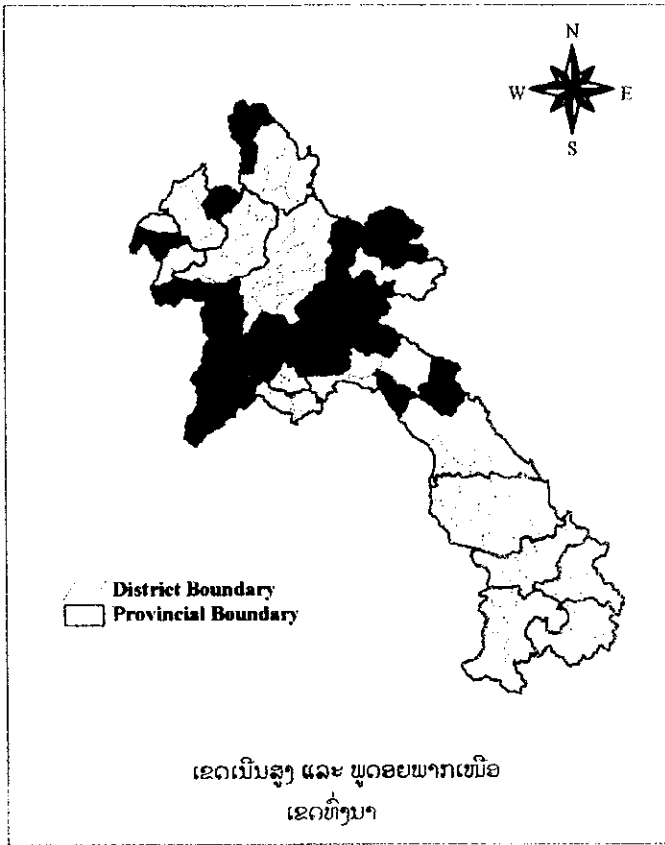 N
W E
S
District Boundary
Provincial Boundary
ເຂດເນີນສູງ ແລະ ພູດອຍພາກເໜືອ
ເຂດທົ່ງນາ